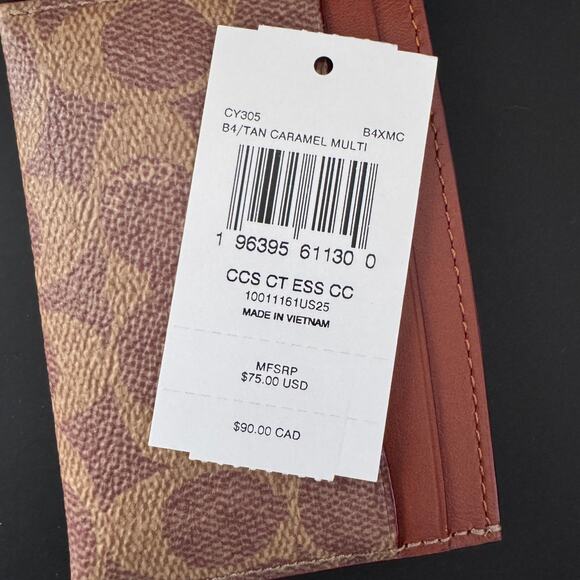 CY305 B4XMC
B4/TAN CARAMEL MULTI
1 96395 61130 0
CCS CT ESS CC
10011161US25
MADE IN VIETNAM
MFSRP
$75.00 USD
$90.00 CAD